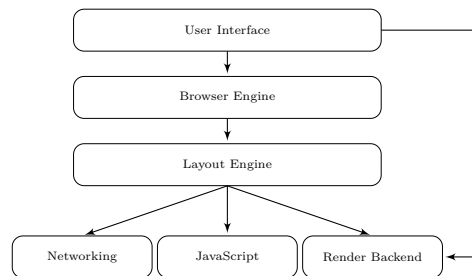 User Interface
Browser Engine
Layout Engine
Networking
JavaScript
Render Backend